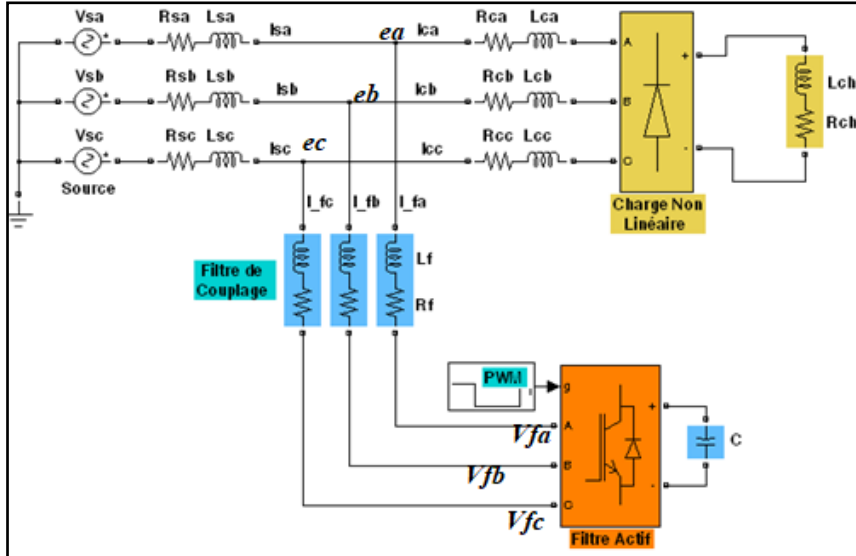 Vsa Rsa Lsa Isa ea Ica Rca Lca A +
Vsb Rsb Lsb Isb eb Icb Rcb Lcb B
Vsc Rsc Lsc Isc ec Icc Rcc Lcc C -
Lch
Rch
Source
Charge Non
Linéaire
I_fc I_fb I_fa
Filtre de
Couplage
Lf
Rf
PWM
g
Vfa A +
Vfb B
Vfc C -
C
Filtre Actif